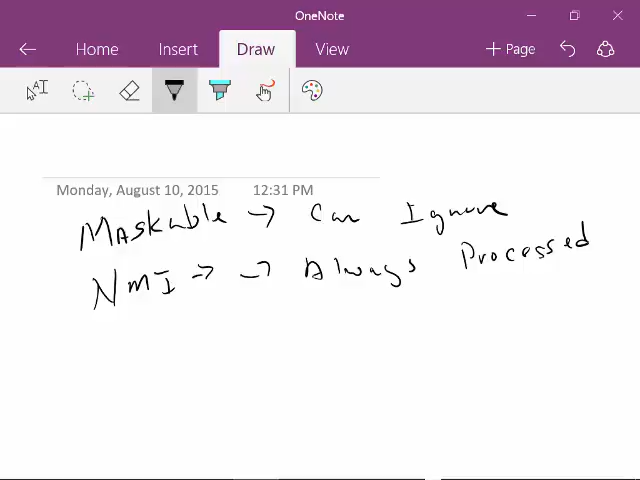 OneNote
Home Insert Draw View + Page
Monday, August 10, 2015 12:31 PM
Maskable → Can Ignore
NMI → → Always Processed